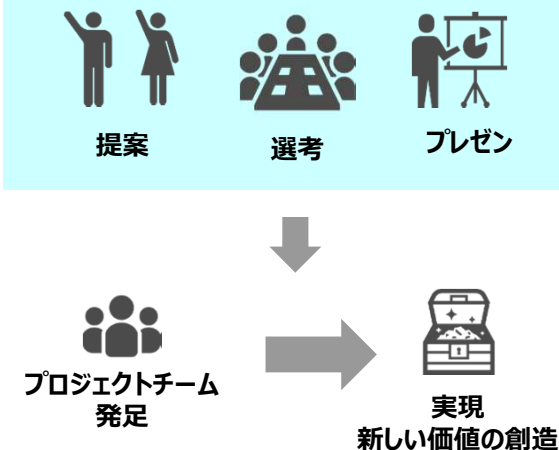 提案
選考
プレゼン
プロジェクトチーム
発足
実現
新しい価値の創造